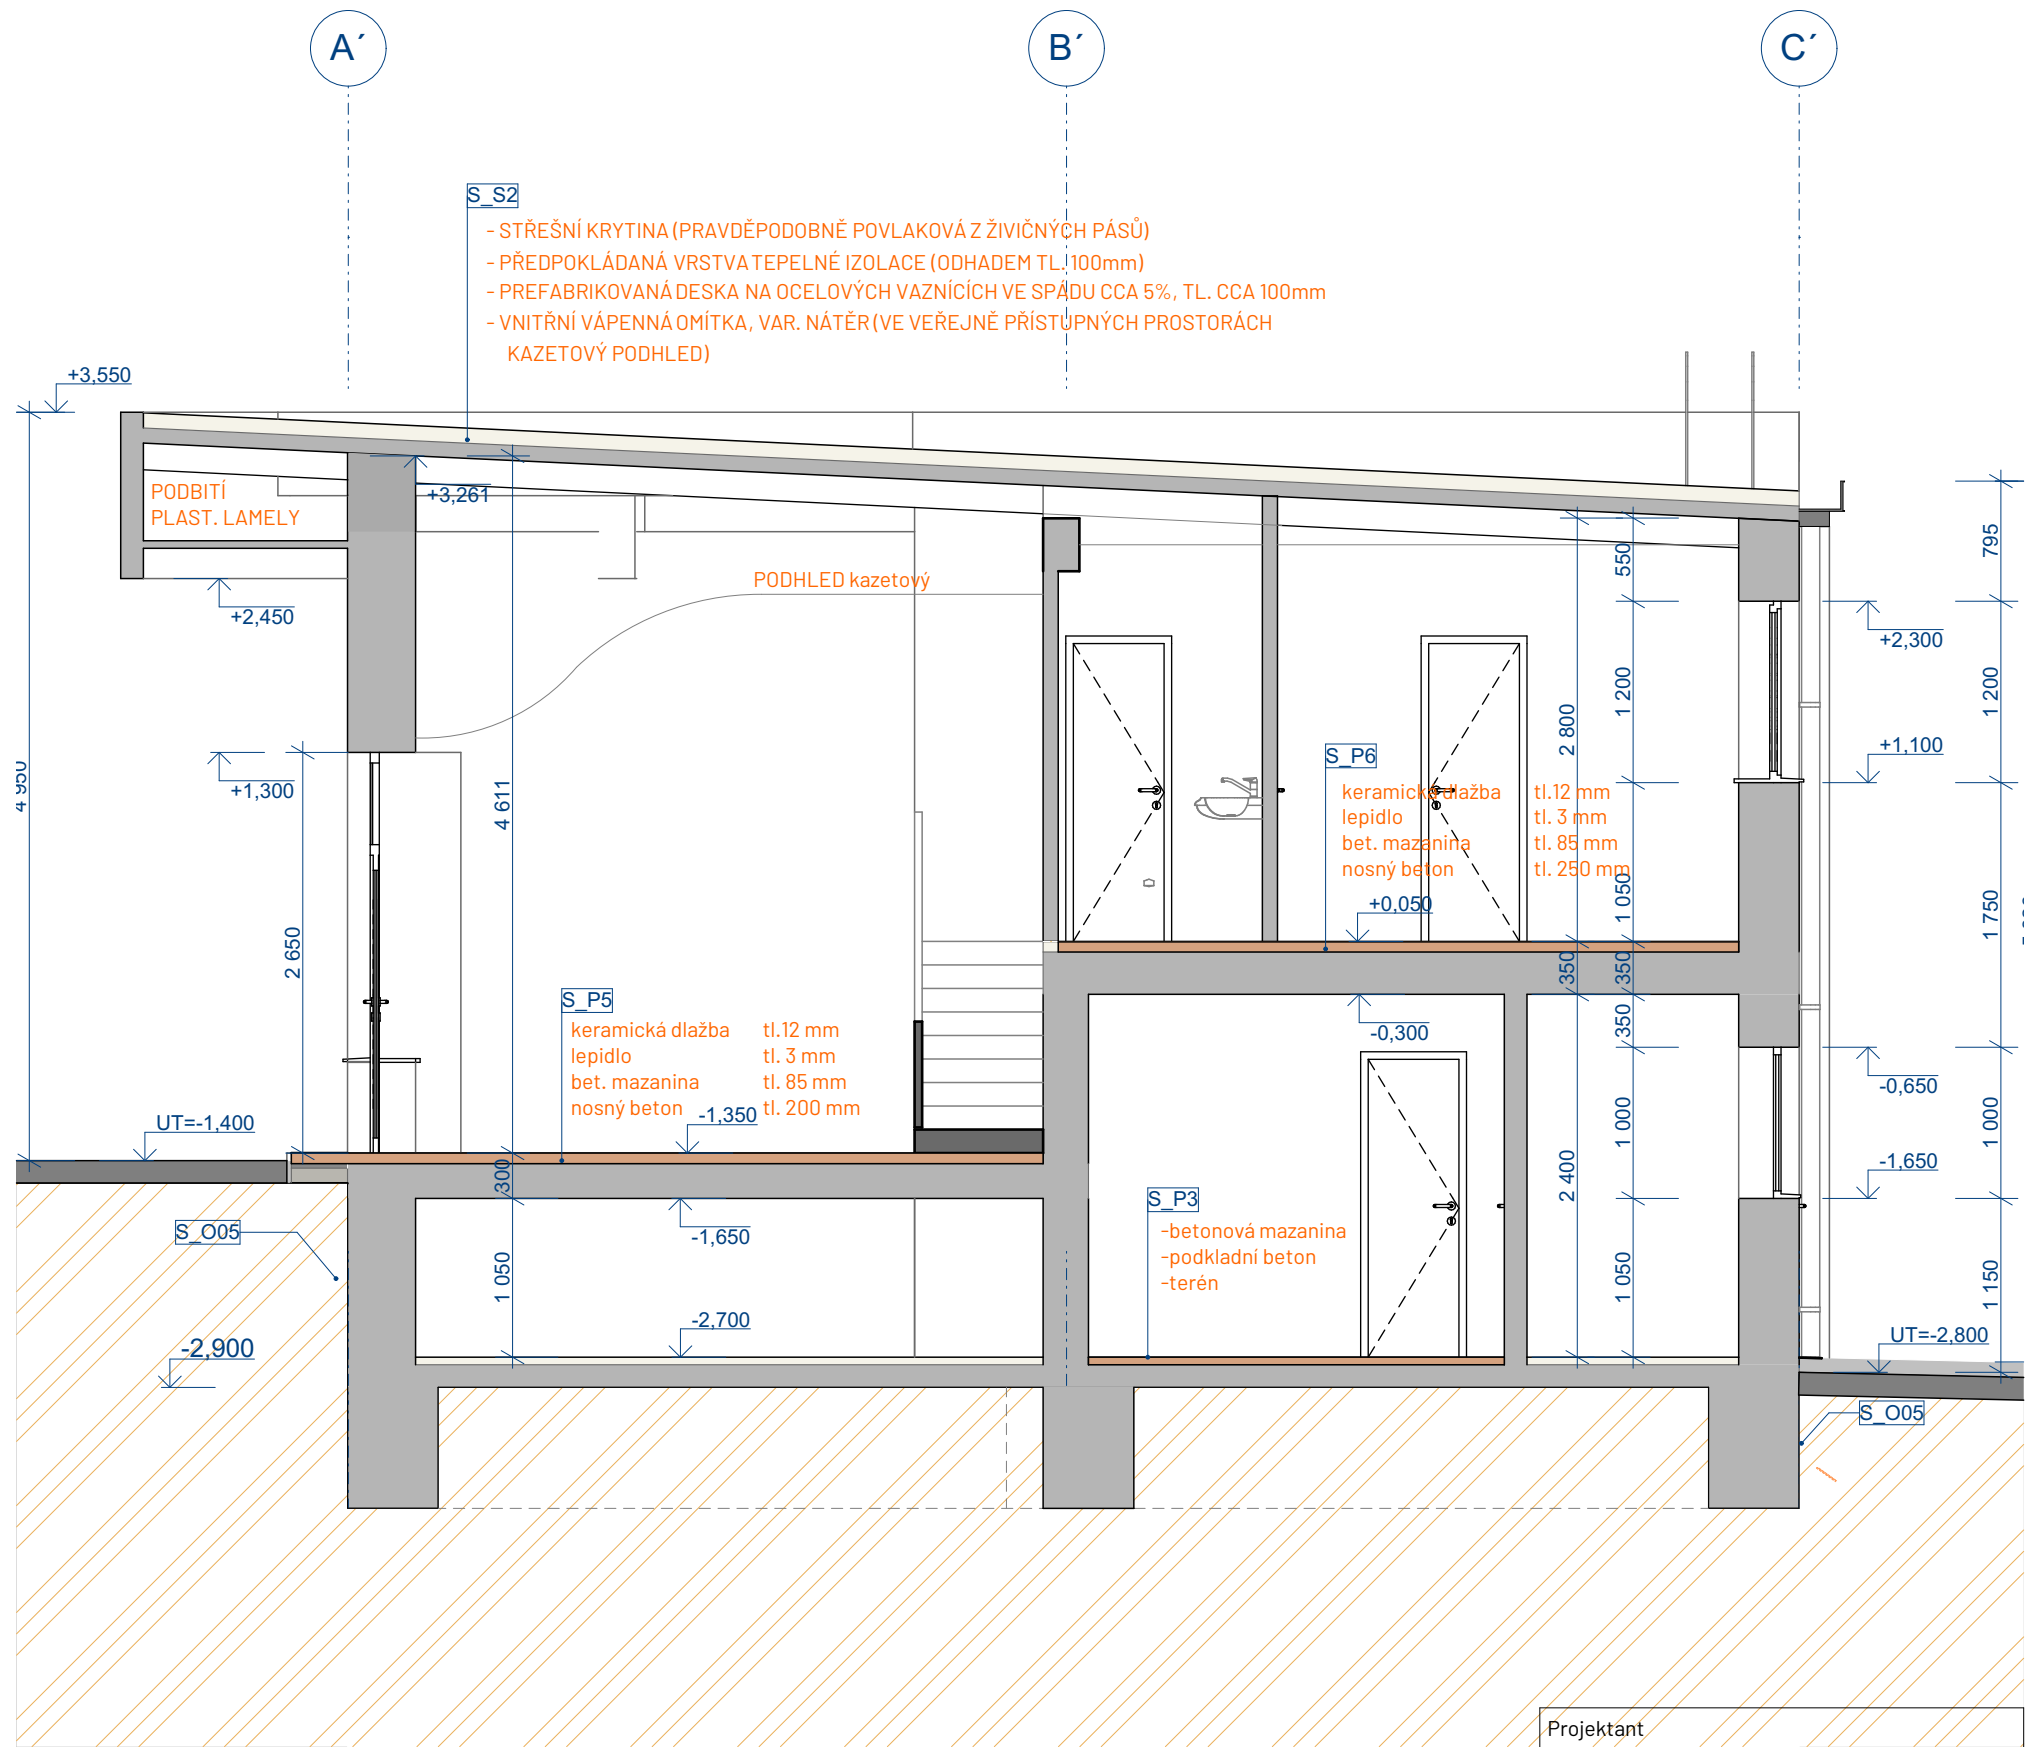 A´ B´ C´
S_S2
- STŘEŠNÍ KRYTINA (PRAVDĚPODOBNĚ POVLAKOVÁ Z ŽIVIČNÝCH PÁSŮ)
- PŘEDPOKLÁDANÁ VRSTVA TEPELNÉ IZOLACE (ODHADEM TL. 100mm)
- PREFABRIKOVANÁ DESKA NA OCELOVÝCH VAZNÍCÍCH VE SPÁDU CCA 5%, TL. CCA 100mm
- VNITŘNÍ VÁPENNÁ OMÍTKA, VAR. NÁTĚR (VE VEŘEJNĚ PŘÍSTUPNÝCH PROSTORÁCH
KAZETOVÝ PODHLED)
+3,550
PODBITÍ
PLAST. LAMELY
+3,261
+2,450
PODHLED kazetový
550
795
+2,300
1 200
1 200
2 800
+1,100
+1,300
4 950
4 611
S_P6
keramická dlažba tl.12 mm
lepidlo tl. 3 mm
bet. mazanina tl. 85 mm
nosný beton tl. 250 mm
+0,050
1 050
1 750
2 650
350
350
S_P5
keramická dlažba tl.12 mm
lepidlo tl. 3 mm
bet. mazanina tl. 85 mm
nosný beton tl. 200 mm
-0,300
350
-0,650
-1,350
UT=-1,400
1 000
1 000
-1,650
300
2 400
S_P3
-betonová mazanina
-podkladní beton
-terén
S_O05
-1,650
1 050
1 050
1 150
-2,700
UT=-2,800
-2,900
S_O05
Projektant